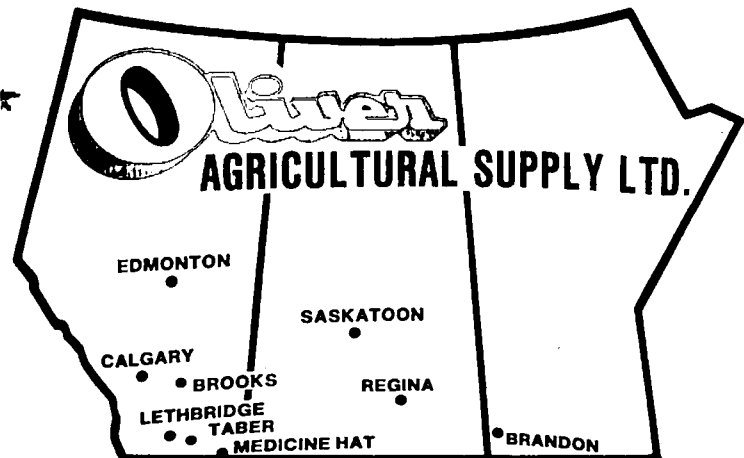 Oliver
AGRICULTURAL SUPPLY LTD.
EDMONTON
SASKATOON
CALGARY
BROOKS
REGINA
LETHBRIDGE
TABER
MEDICINE HAT
BRANDON